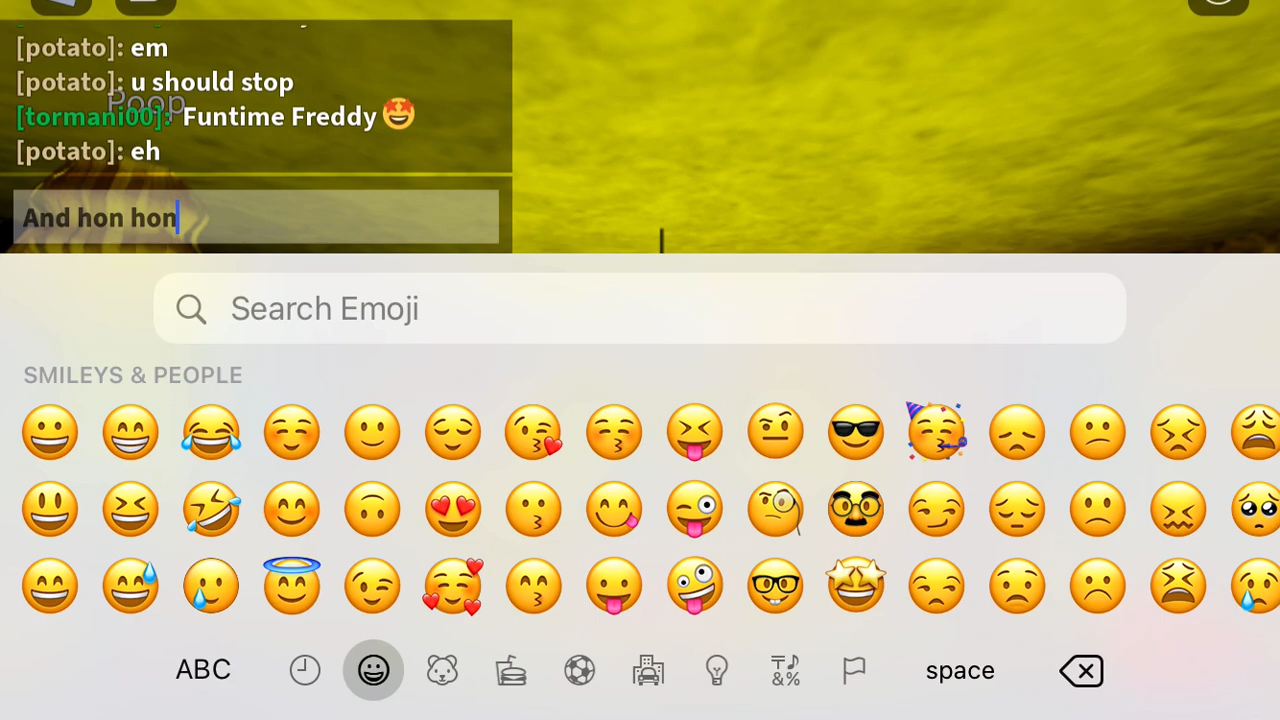 [potato]: em
[potato]: u should stop
Poop
[tormani00]: Funtime Freddy
[potato]: eh
And hon hon
Search Emoji
SMILEYS & PEOPLE
ABC
space